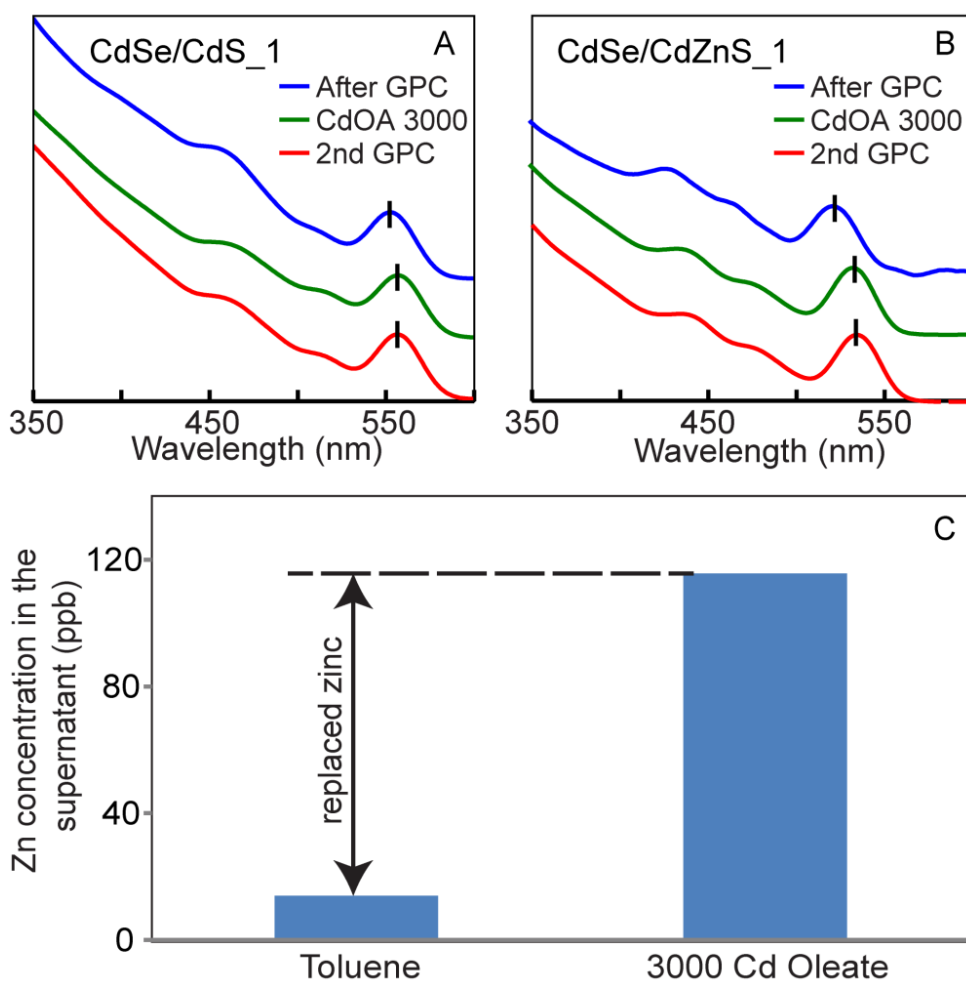 CdSe/CdS_1
A
After GPC
CdOA 3000
2nd GPC
350
450
550
Wavelength (nm)
CdSe/CdZnS_1
B
After GPC
CdOA 3000
2nd GPC
350
450
550
Wavelength (nm)
C
Zn concentration in the
supernatant (ppb)
120
80
40
0
replaced zinc
Toluene
3000 Cd Oleate